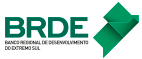 BRDE
BANCO REGIONAL DE DESENVOLVIMENTO
DO EXTREMO SUL